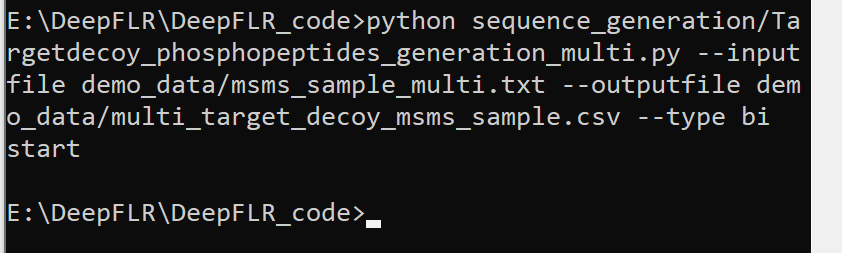 E:\DeepFLR\DeepFLR_code>python sequence_generation/Ta
rgetdecoy_phosphopeptides_generation_multi.py --input
file demo_data/msms_sample_multi.txt --outputfile dem
o_data/multi_target_decoy_msms_sample.csv --type bi
start
E:\DeepFLR\DeepFLR_code>